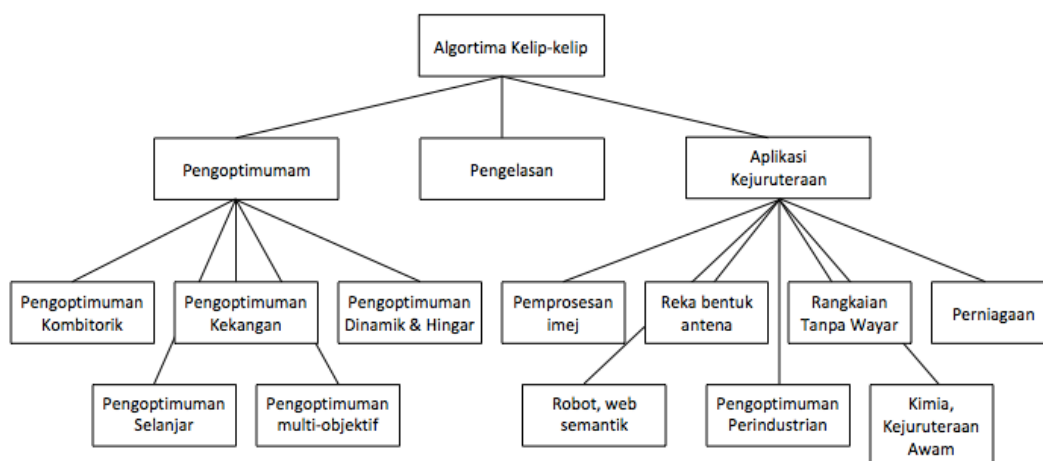 Algortima Kelip-kelip
Pengoptimumam
Pengelasan
Aplikasi
Kejuruteraan
Pengoptimuman
Kombitorik
Pengoptimuman
Kekangan
Pengoptimuman
Dinamik & Hingar
Pemprosesan
imej
Reka bentuk
antena
Rangkaian
Tanpa Wayar
Perniagaan
Pengoptimuman
Selanjar
Pengoptimuman
multi-objektif
Robot, web
semantik
Pengoptimuman
Perindustrian
Kimia,
Kejuruteraan
Awam